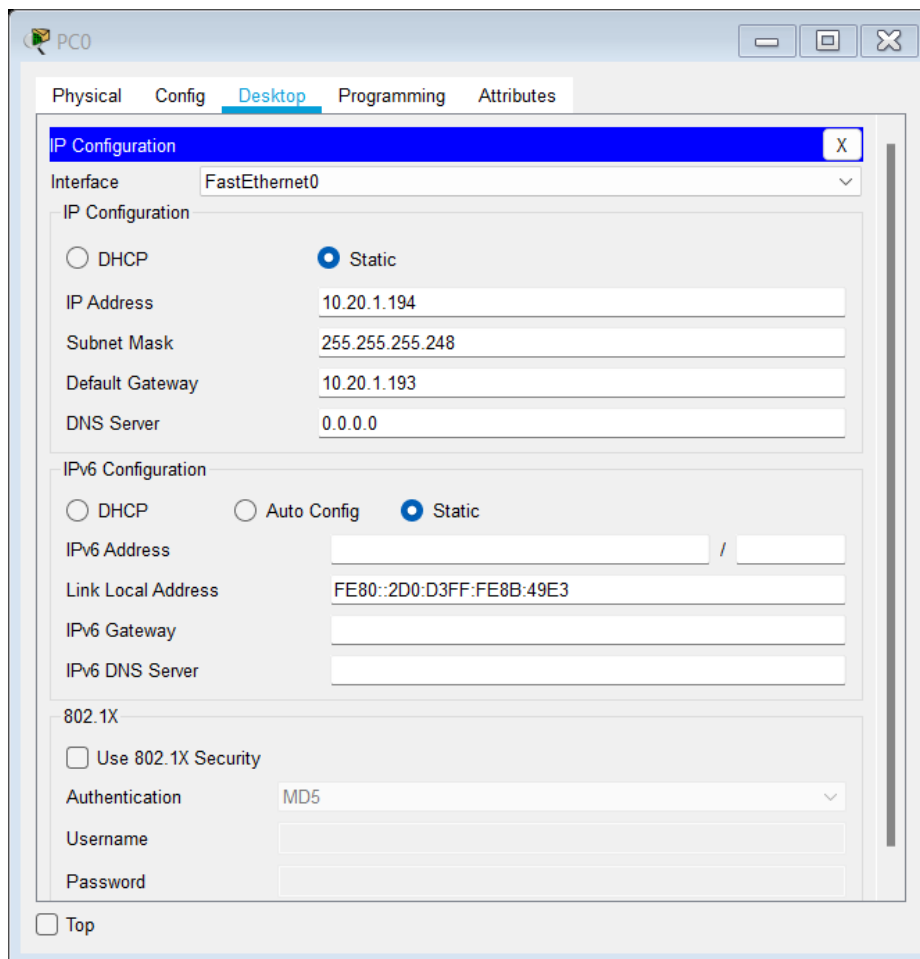 PC0
Physical Config Desktop Programming Attributes
IP Configuration X
Interface FastEthernet0
IP Configuration
DHCP Static
IP Address 10.20.1.194
Subnet Mask 255.255.255.248
Default Gateway 10.20.1.193
DNS Server 0.0.0.0
IPv6 Configuration
DHCP Auto Config Static
IPv6 Address /
Link Local Address FE80::2D0:D3FF:FE8B:49E3
IPv6 Gateway
IPv6 DNS Server
802.1X
Use 802.1X Security
Authentication MD5
Username
Password
Top